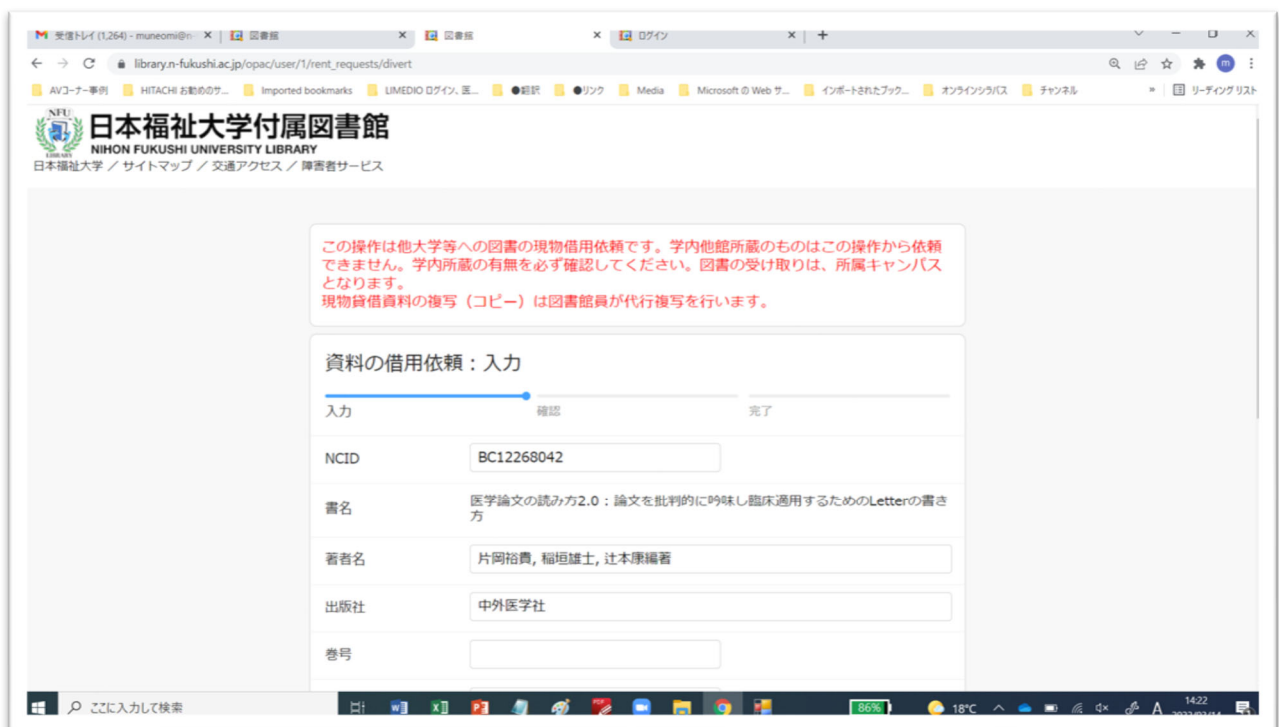 受信トレイ (1,264) - muneomi@n-
図書館
図書館
ログイン
library.n-fukushi.ac.jp/opac/user/1/rent_requests/divert
AVコーナー事例 HITACHI お勧めのサ... Imported bookmarks LIMEDIO ログイン、医... ●翻訳 ●リンク Media Microsoft の Web サ... インポートされたブック... オンラインシラバス チャンネル » リーディング リスト
NFU
LIBRARY
日本福祉大学付属図書館
NIHON FUKUSHI UNIVERSITY LIBRARY
日本福祉大学 / サイトマップ / 交通アクセス / 障害者サービス
この操作は他大学等への図書の現物借用依頼です。学内他館所蔵のものはこの操作から依頼
できません。学内所蔵の有無を必ず確認してください。図書の受け取りは、所属キャンパス
となります。
現物貸借資料の複写（コピー）は図書館員が代行複写を行います。
資料の借用依頼：入力
入力 確認 完了
NCID BC12268042
書名 医学論文の読み方2.0 : 論文を批判的に吟味し臨床適用するためのLetterの書き
方
著者名 片岡裕貴, 稲垣雄士, 辻本康編著
出版社 中外医学社
巻号
ここに入力して検索
86%
18℃
A
14:22
2022/03/14